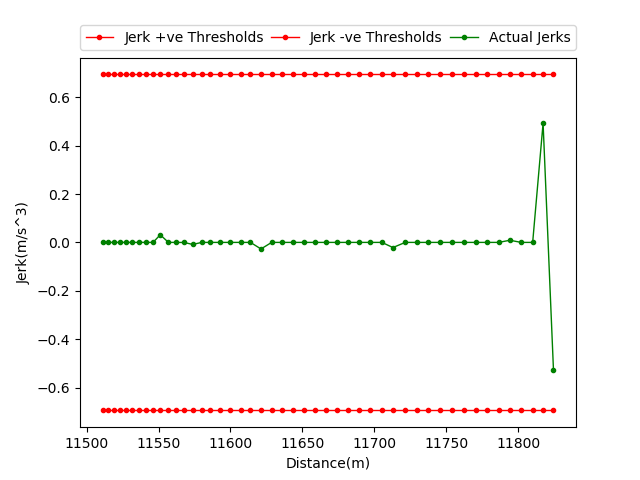 Jerk +ve Thresholds Jerk -ve Thresholds Actual Jerks
0.6
0.4
0.2
0.0
−0.2
−0.4
−0.6
Jerk(m/s^3)
11500 11550 11600 11650 11700 11750 11800
Distance(m)